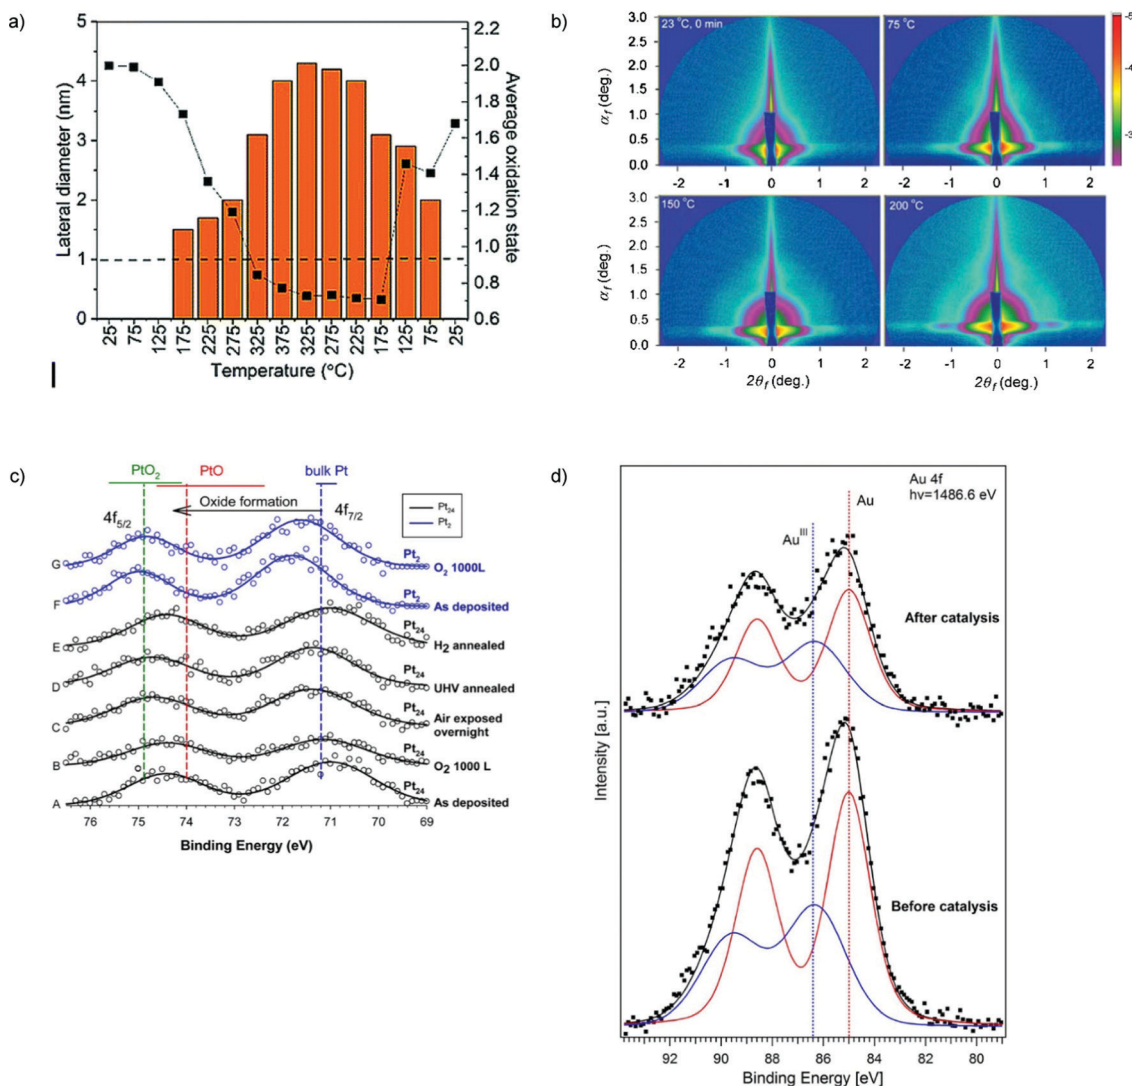 a)
5
4
3
2
1
0
Lateral diameter (nm)
2.2
2.0
1.8
1.6
1.4
1.2
1.0
0.8
0.6
Average oxidation state
25
75
125
175
225
275
325
375
325
275
225
175
125
75
25
Temperature (°C)
b)
23 °C, 0 min
75 °C
150 °C
200 °C
3.0
2.5
2.0
1.5
1.0
0.5
0.0
αf (deg.)
-2 -1 0 1 2
-2 -1 0 1 2
3.0
2.5
2.0
1.5
1.0
0.5
0.0
αf (deg.)
-2 -1 0 1 2
-2 -1 0 1 2
2θf (deg.)
2θf (deg.)
c)
PtO2
PtO
bulk Pt
Oxide formation
4f5/2
4f7/2
Pt24
Pt2
G
Pt2
O2 1000L
F
Pt2
As deposited
E
Pt24
H2 annealed
D
Pt24
UHV annealed
C
Pt24
Air exposed
overnight
B
Pt24
O2 1000 L
A
Pt24
As deposited
76 75 74 73 72 71 70 69
Binding Energy (eV)
d)
Au 4f
hv=1486.6 eV
Au
AuIII
After catalysis
Before catalysis
Intensity [a.u.]
92 90 88 86 84 82 80
Binding Energy [eV]